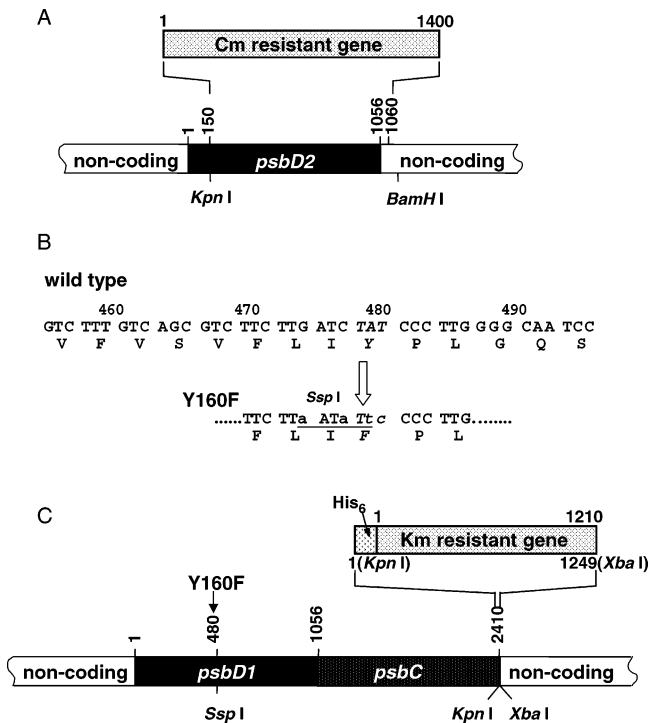 A
1 1400
Cm resistant gene
1 150 1056 1060
non-coding psbD2 non-coding
Kpn I BamH I
B
wild type
460 470 480 490
GTC TTT GTC AGC GTC TTC TTG ATC TAT CCC TTG GGG CAA TCC
V F V S V F L I Y P L G Q S
Ssp I
Y160F
......TTC TTa ATa Ttc CCC TTG........
F L I F P L
C
His6 1 1210
Km resistant gene
1(Kpn I) 1249(Xba I)
Y160F
1 480 1056 2410
non-coding psbD1 psbC non-coding
Ssp I Kpn I Xba I